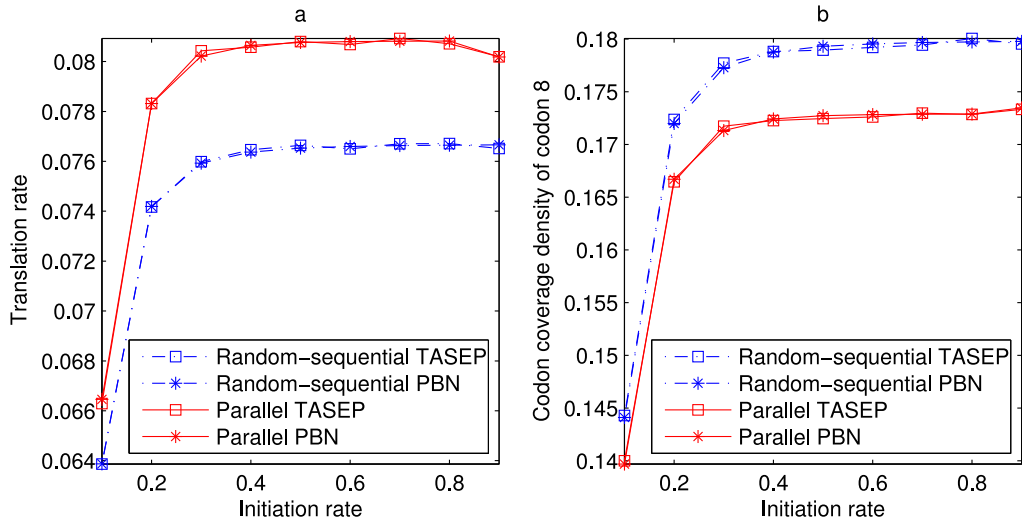 a
Translation rate
0.08
0.078
0.076
0.074
0.072
0.07
0.068
0.066
0.064
Random−sequential TASEP
Random−sequential PBN
Parallel TASEP
Parallel PBN
0.2
0.4
0.6
0.8
Initiation rate
b
Codon coverage density of codon 8
0.18
0.175
0.17
0.165
0.16
0.155
0.15
0.145
0.14
Random−sequential TASEP
Random−sequential PBN
Parallel TASEP
Parallel PBN
0.2
0.4
0.6
0.8
Initiation rate